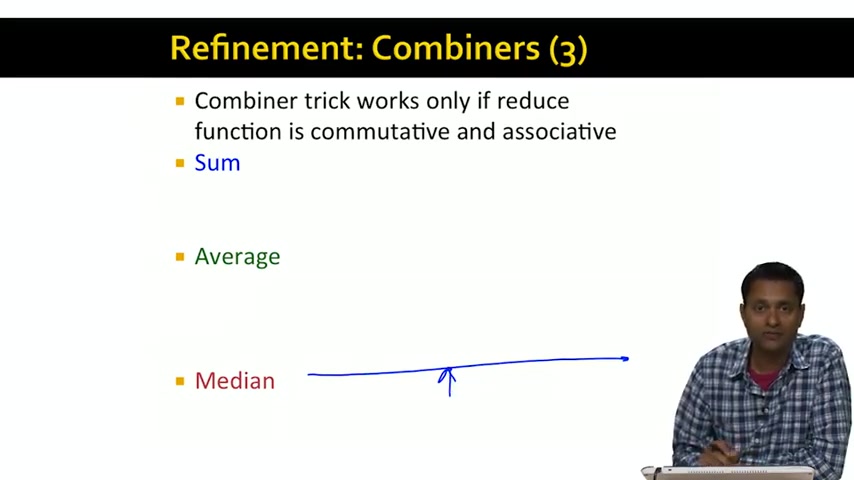 Refinement: Combiners (3)
Combiner trick works only if reduce
function is commutative and associative
Sum
Average
Median